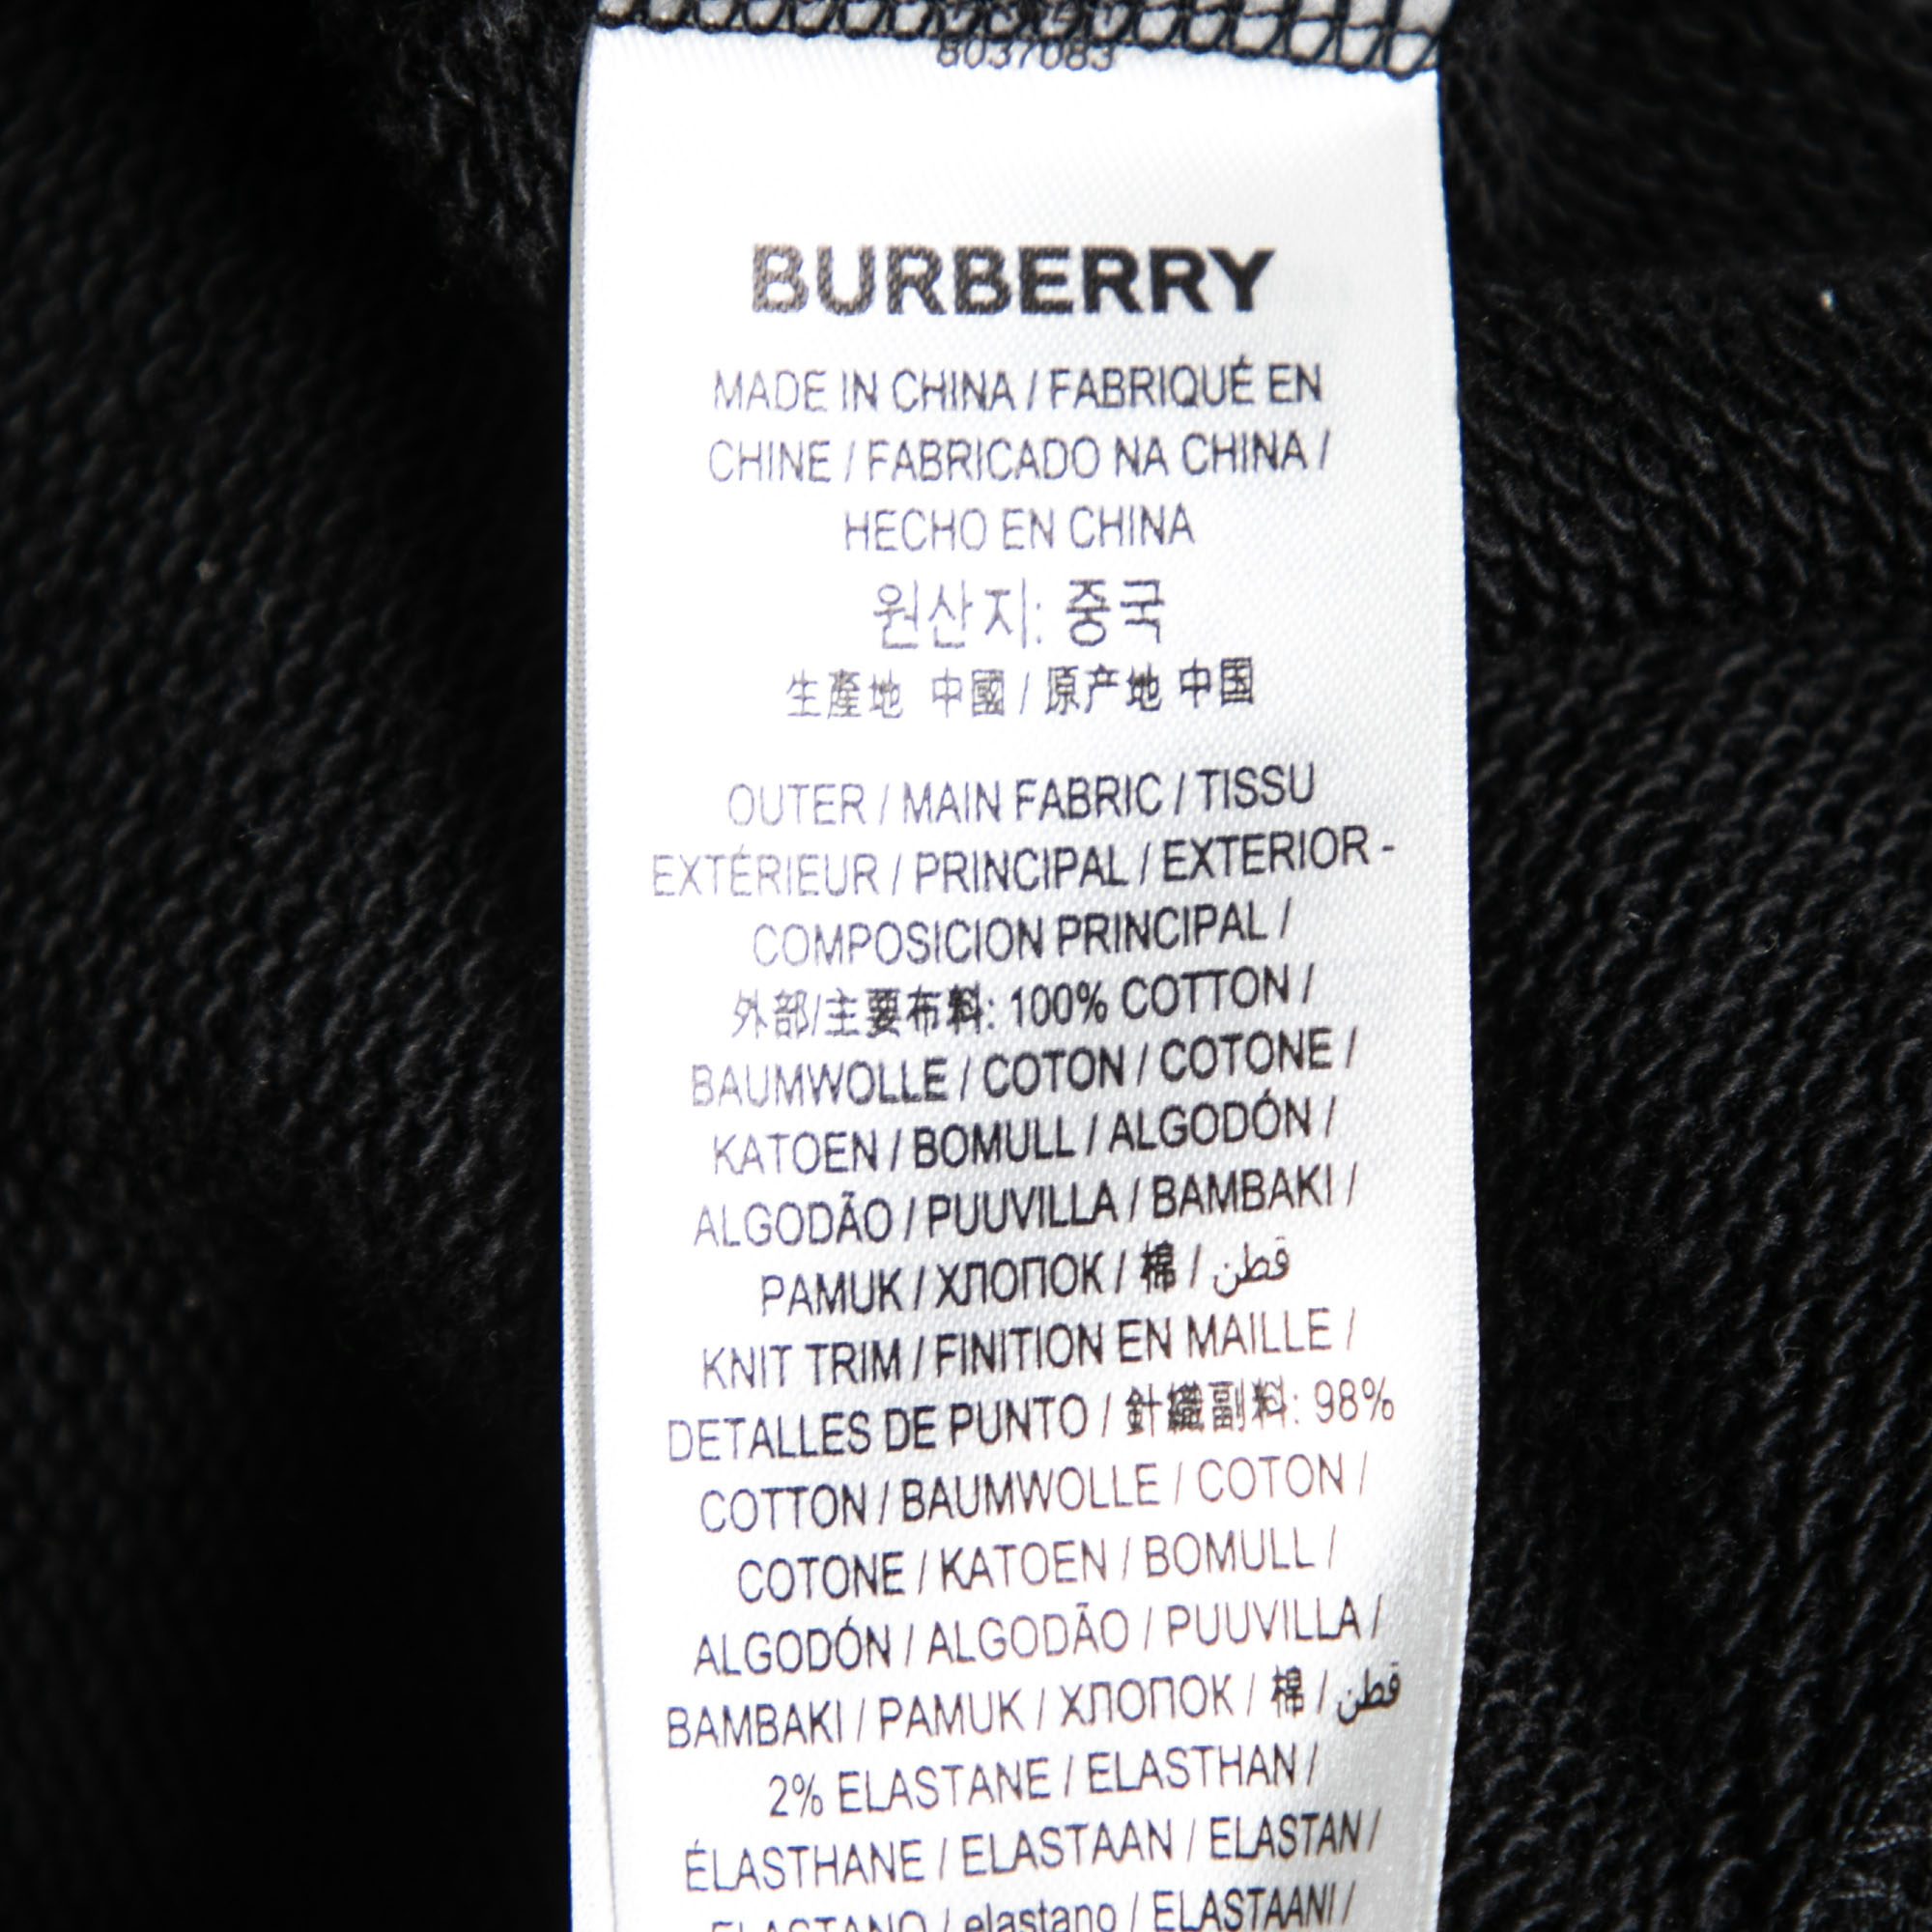 8037083
BURBERRY
MADE IN CHINA / FABRIQUÉ EN
CHINE / FABRICADO NA CHINA /
HECHO EN CHINA
원산지: 중국
生產地 中國 / 原产地 中国
OUTER / MAIN FABRIC / TISSU
EXTÉRIEUR / PRINCIPAL / EXTERIOR -
COMPOSICION PRINCIPAL /
外部/主要布料: 100% COTTON /
BAUMWOLLE / COTON / COTONE /
KATOEN / BOMULL / ALGODÓN /
ALGODÃO / PUUVILLA / BAMBAKI /
PAMUK / ХЛОПОК / 棉 / قطن
KNIT TRIM / FINITION EN MAILLE /
DETALLES DE PUNTO / 針織副料: 98%
COTTON / BAUMWOLLE / COTON /
COTONE / KATOEN / BOMULL /
ALGODÓN / ALGODÃO / PUUVILLA /
BAMBAKI / PAMUK / ХЛОПОК / 棉 / قطن
2% ELASTANE / ELASTHAN /
ÉLASTHANE / ELASTAAN / ELASTAN /
ELASTANO / elastano / ELASTAANI /